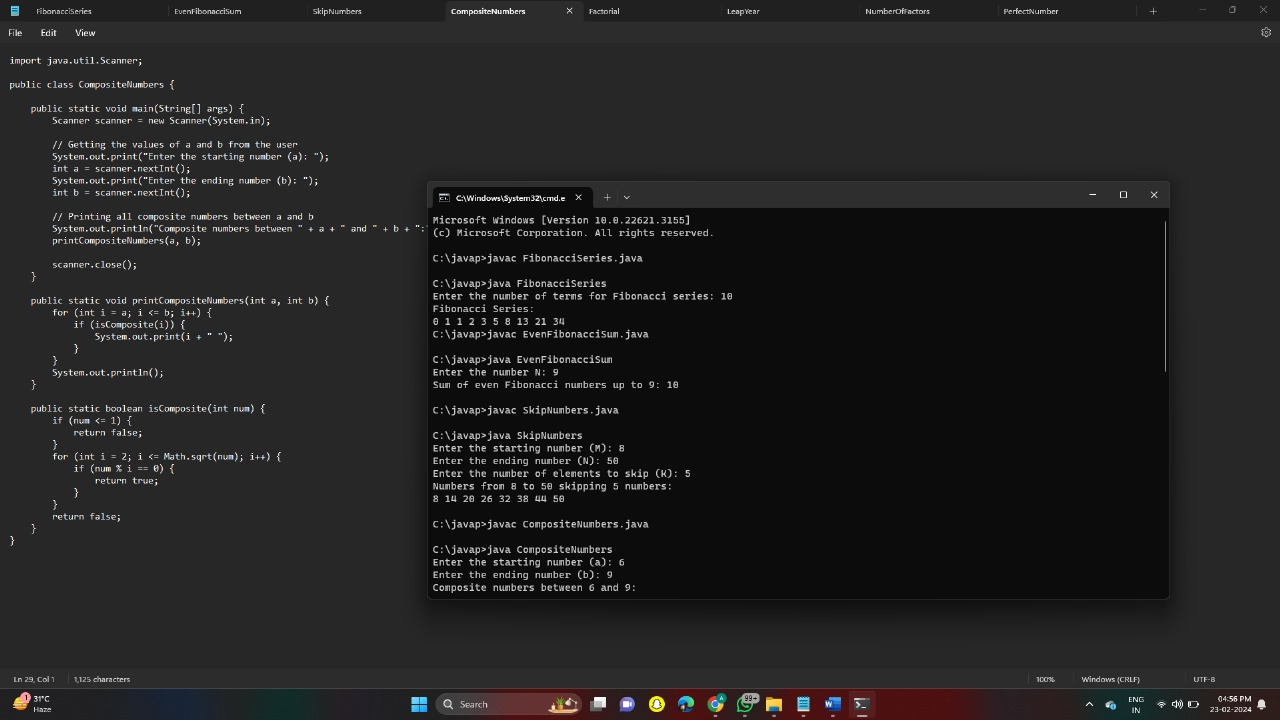 FibonacciSeries EvenFibonacciSum SkipNumbers CompositeNumbers Factorial LeapYear NumberOfFactors PerfectNumber
File Edit View
import java.util.Scanner;
public class CompositeNumbers {
public static void main(String[] args) {
Scanner scanner = new Scanner(System.in);
// Getting the values of a and b from the user
System.out.print("Enter the starting number (a): ");
int a = scanner.nextInt();
System.out.print("Enter the ending number (b): ");
int b = scanner.nextInt();
// Printing all composite numbers between a and b
System.out.println("Composite numbers between " + a + " and " + b + ":"
printCompositeNumbers(a, b);
scanner.close();
}
public static void printCompositeNumbers(int a, int b) {
for (int i = a; i <= b; i++) {
if (isComposite(i)) {
System.out.print(i + " ");
}
}
System.out.println();
}
public static boolean isComposite(int num) {
if (num <= 1) {
return false;
}
for (int i = 2; i <= Math.sqrt(num); i++) {
if (num % i == 0) {
return true;
}
}
return false;
}
}
C:\Windows\System32\cmd.e
Microsoft Windows [Version 10.0.22621.3155]
(c) Microsoft Corporation. All rights reserved.
C:\javap>javac FibonacciSeries.java
C:\javap>java FibonacciSeries
Enter the number of terms for Fibonacci series: 10
Fibonacci Series:
0 1 1 2 3 5 8 13 21 34
C:\javap>javac EvenFibonacciSum.java
C:\javap>java EvenFibonacciSum
Enter the number N: 9
Sum of even Fibonacci numbers up to 9: 10
C:\javap>javac SkipNumbers.java
C:\javap>java SkipNumbers
Enter the starting number (M): 8
Enter the ending number (N): 50
Enter the number of elements to skip (K): 5
Numbers from 8 to 50 skipping 5 numbers:
8 14 20 26 32 38 44 50
C:\javap>javac CompositeNumbers.java
C:\javap>java CompositeNumbers
Enter the starting number (a): 6
Enter the ending number (b): 9
Composite numbers between 6 and 9:
Ln 29, Col 1 1,125 characters 100% Windows (CRLF) UTF-8
1
31°C
Haze
Search
99+
ENG
IN
04:56 PM
23-02-2024